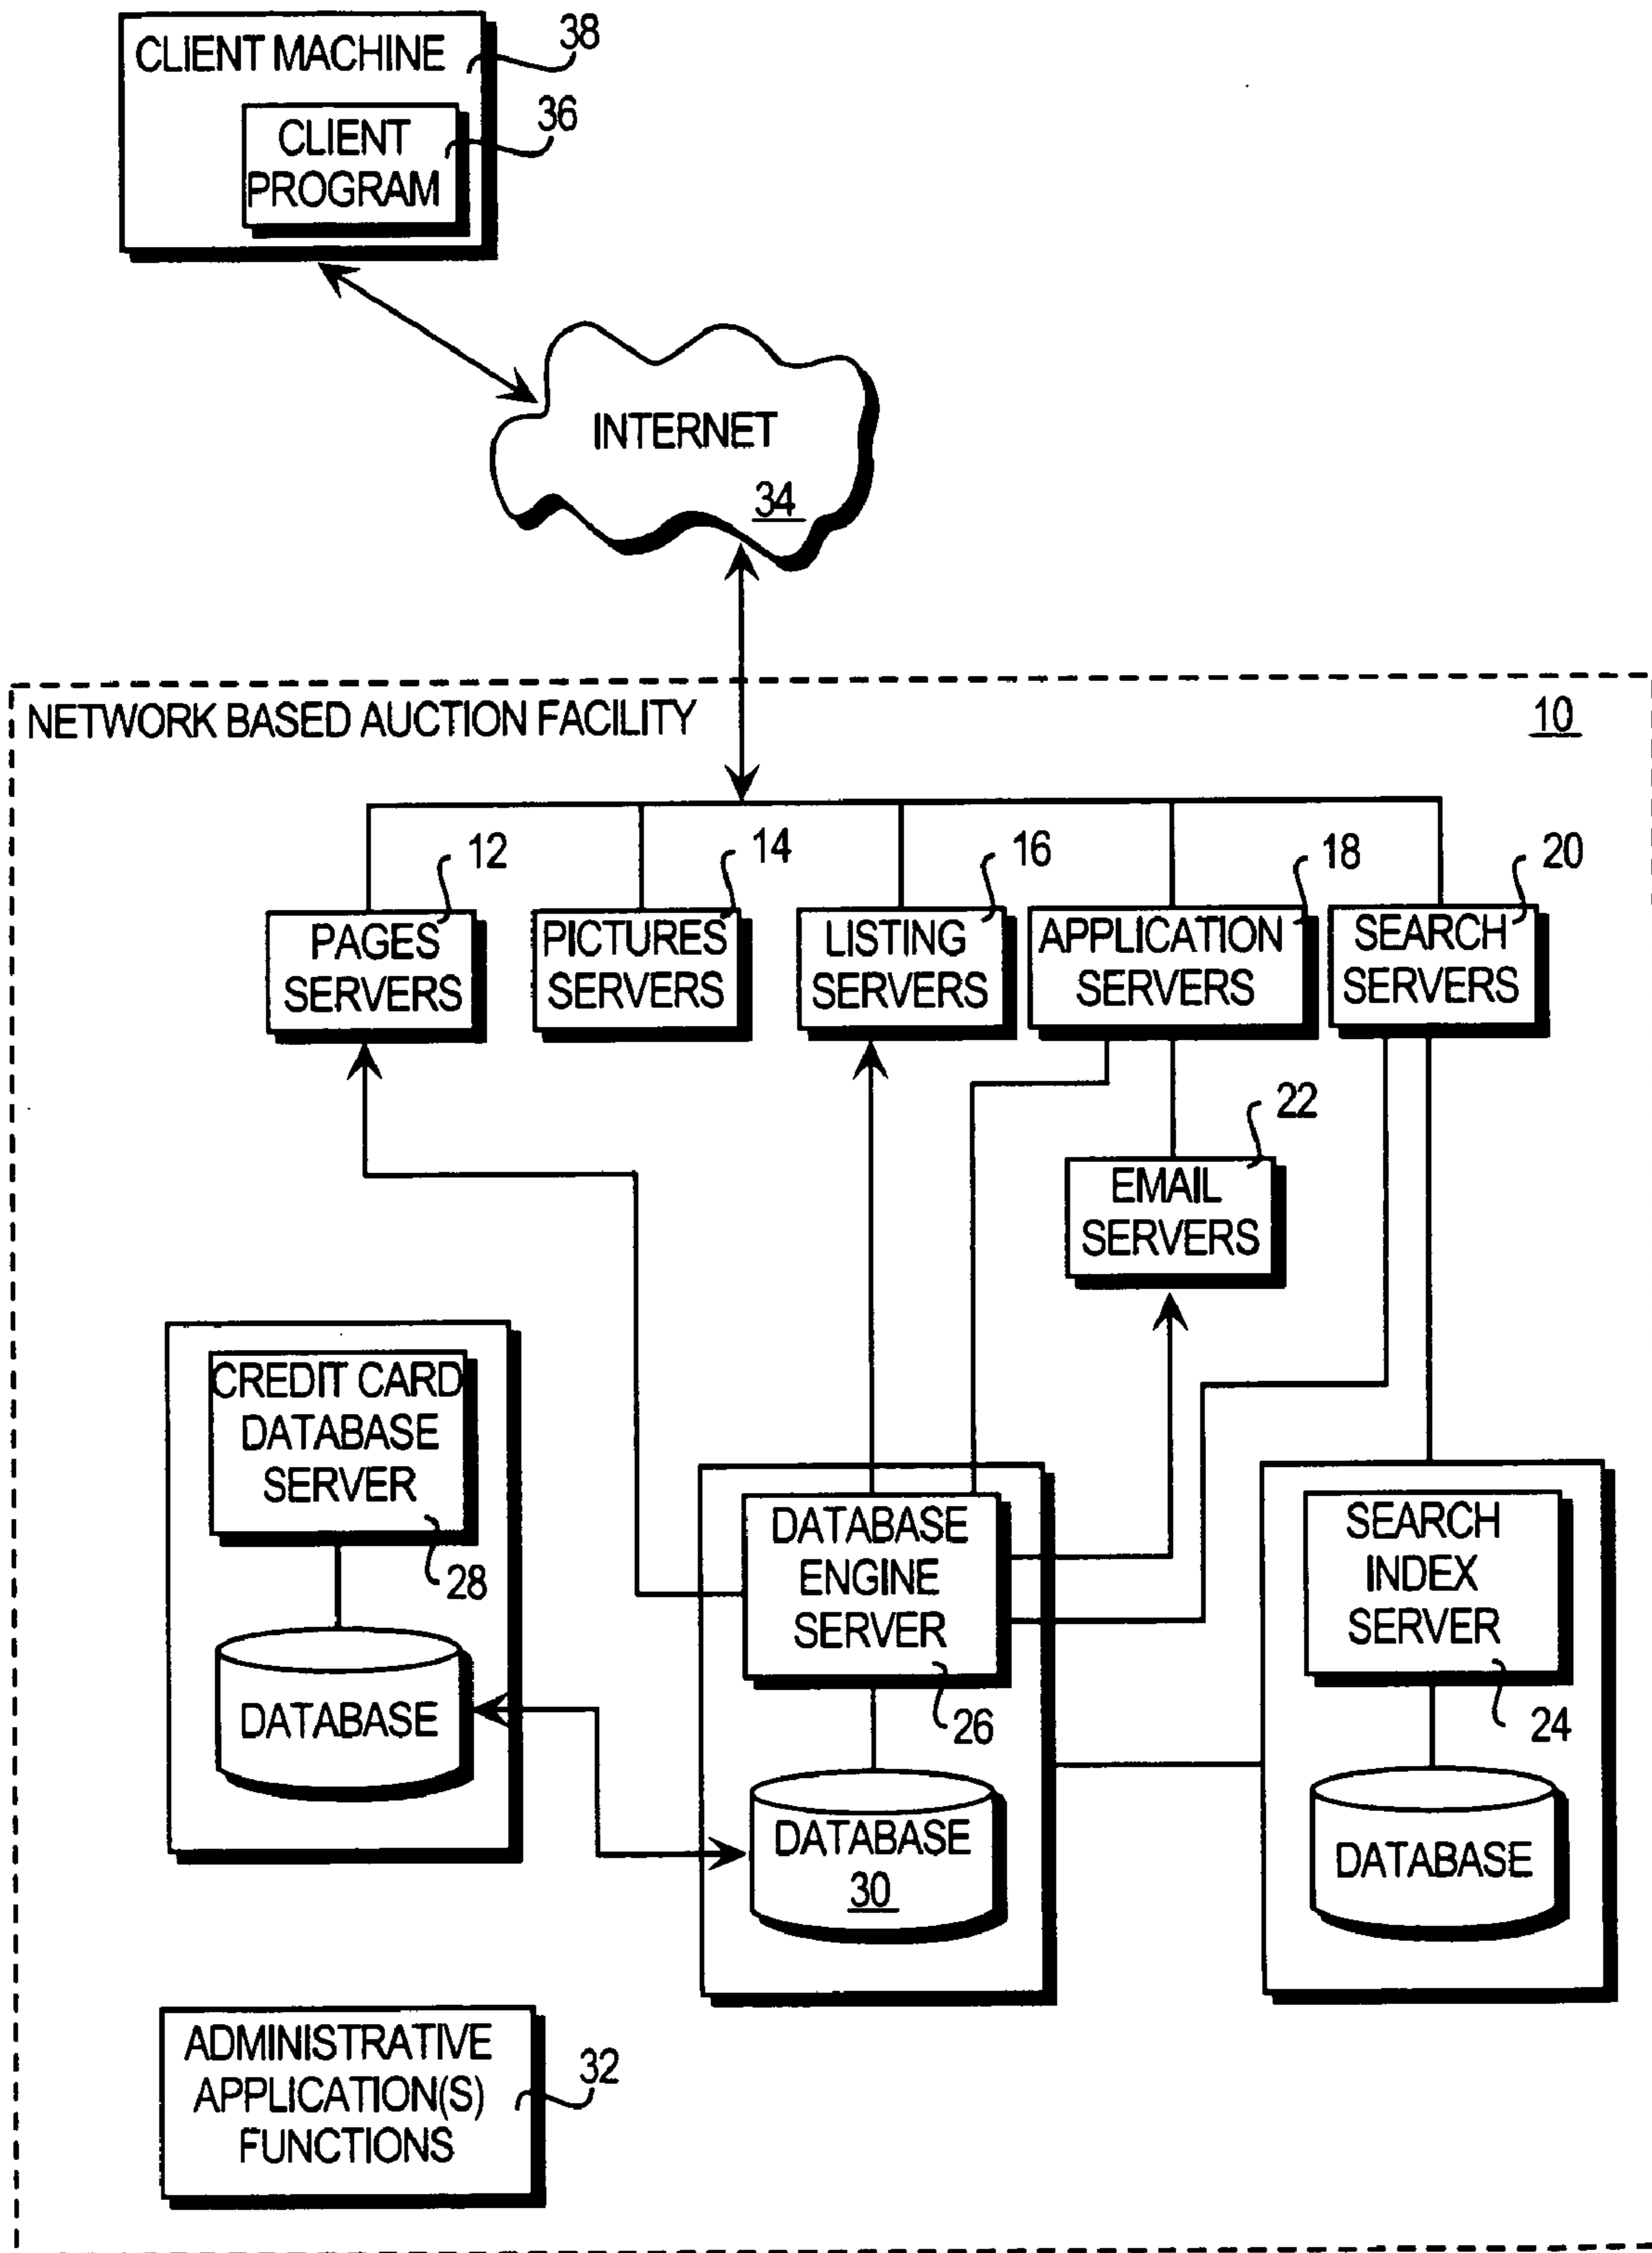 CLIENT MACHINE
38
CLIENT
PROGRAM
36
INTERNET
34
NETWORK BASED AUCTION FACILITY
10
12
14
16
18
20
PAGES
SERVERS
PICTURES
SERVERS
LISTING
SERVERS
APPLICATION
SERVERS
SEARCH
SERVERS
22
EMAIL
SERVERS
CREDIT CARD
DATABASE
SERVER
28
DATABASE
DATABASE
ENGINE
SERVER
26
DATABASE
30
SEARCH
INDEX
SERVER
24
DATABASE
ADMINISTRATIVE
APPLICATION(S)
FUNCTIONS
32